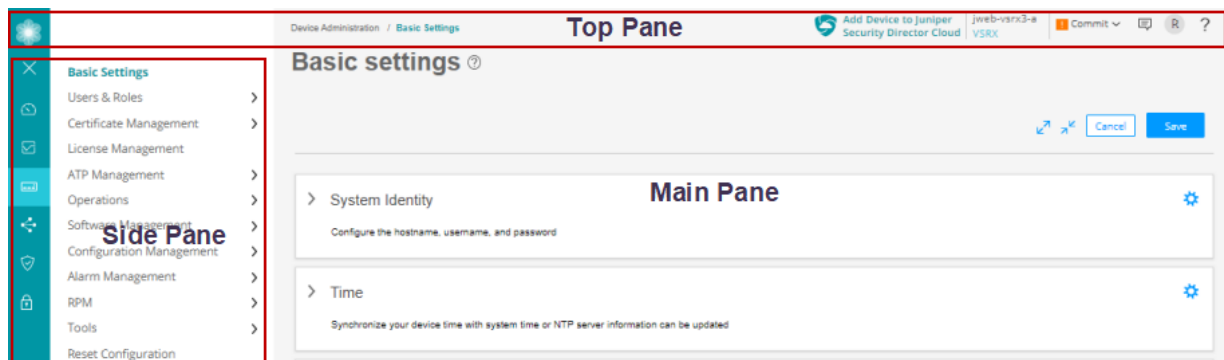 Device Administration / Basic Settings
Top Pane
Add Device to Juniper
Security Director Cloud
jweb-vsrx3-a
VSRX
Commit
R
?
Basic Settings
Users & Roles
Certificate Management
License Management
ATP Management
Operations
Software Management
Side Pane
Configuration Management
Alarm Management
RPM
Tools
Reset Configuration
Basic settings ?
Cancel
Save
Main Pane
System Identity
Configure the hostname, username, and password
Time
Synchronize your device time with system time or NTP server information can be updated